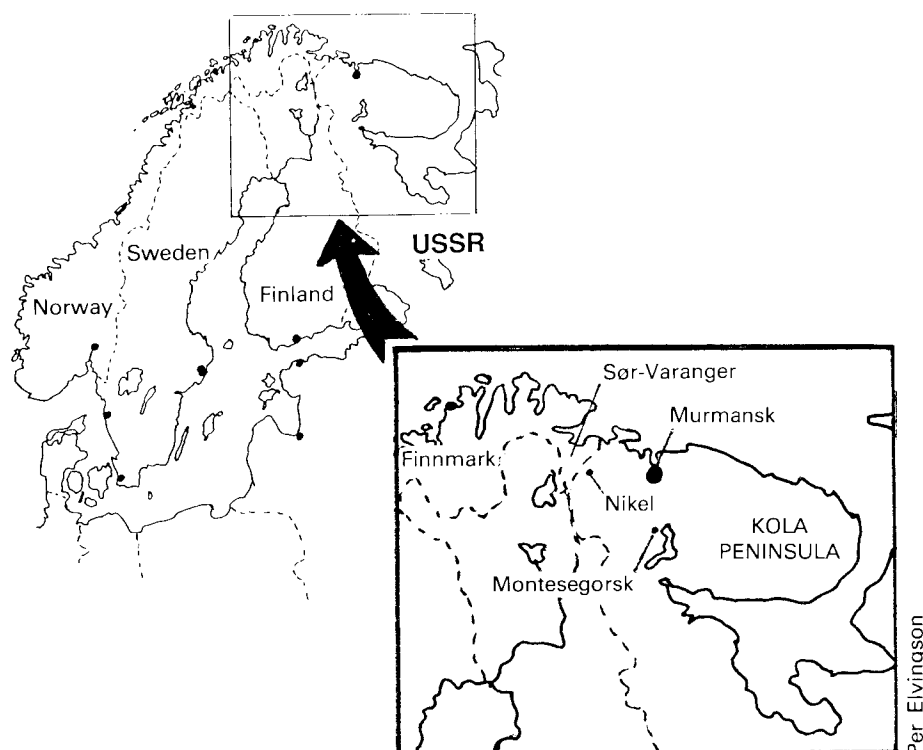 USSR
Sweden
Finland
Norway
Sør-Varanger
Murmansk
Finnmark
Nikel
KOLA
PENINSULA
Montesegorsk
Per Elvingson